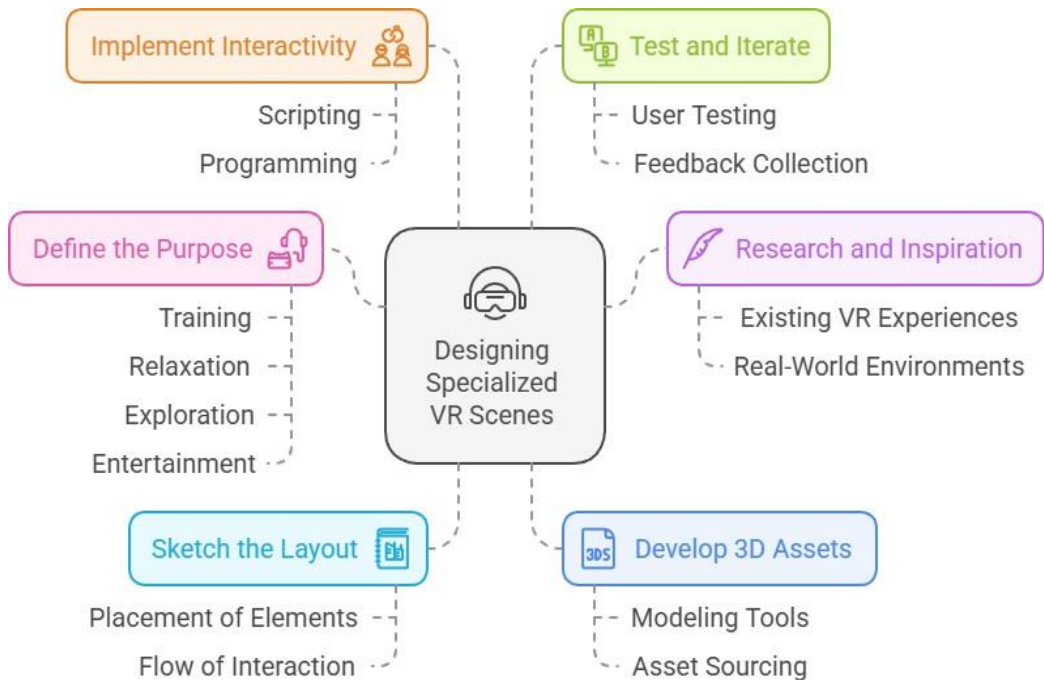 Implement Interactivity
Scripting
Programming
Test and Iterate
A
B
User Testing
Feedback Collection
Define the Purpose
Training
Relaxation
Exploration
Entertainment
Designing
Specialized
VR Scenes
Research and Inspiration
Existing VR Experiences
Real-World Environments
Sketch the Layout
Placement of Elements
Flow of Interaction
3DS
Develop 3D Assets
Modeling Tools
Asset Sourcing